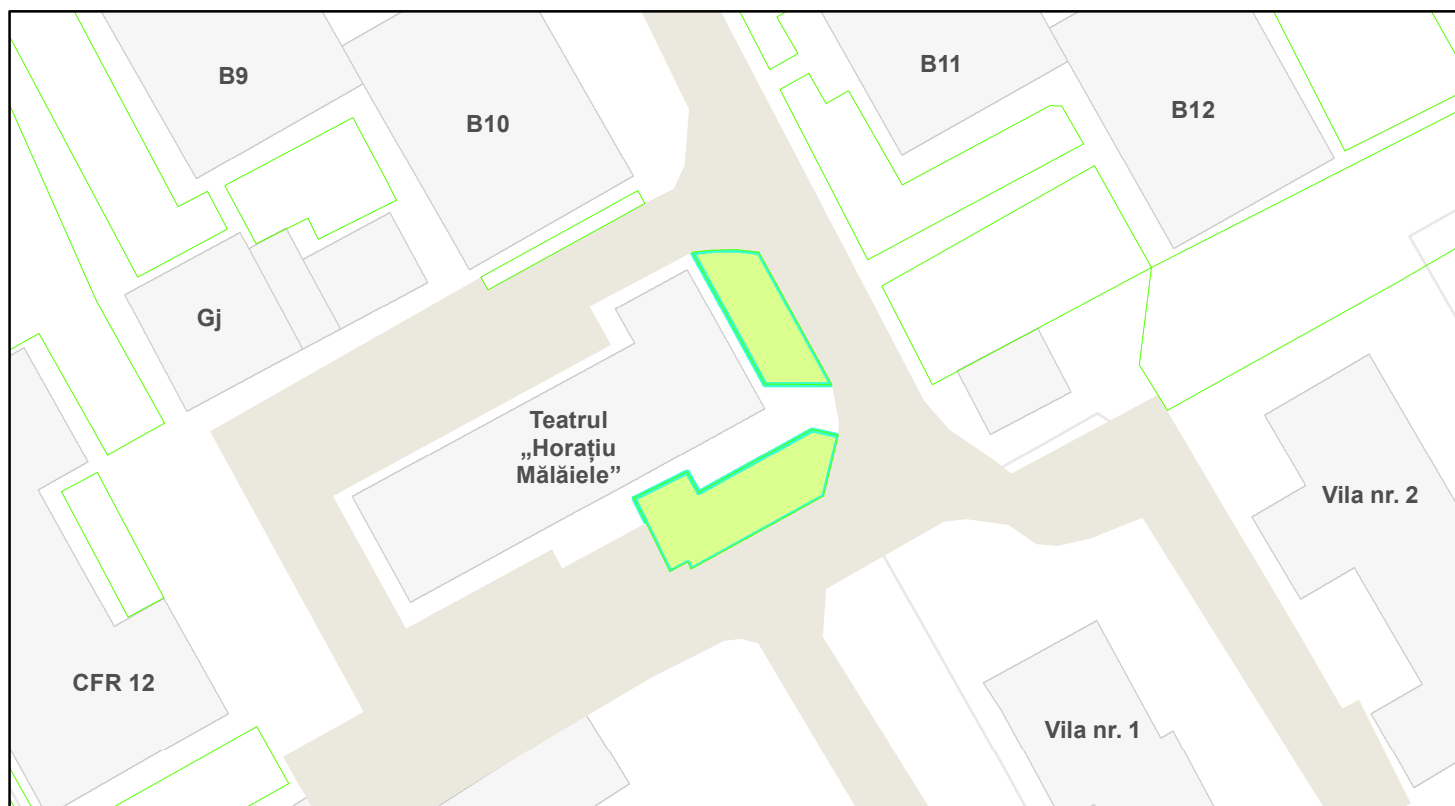 B9
B10
B11
B12
Gj
Teatrul
„Horațiu
Mălăiele”
Vila nr. 2
CFR 12
Vila nr. 1